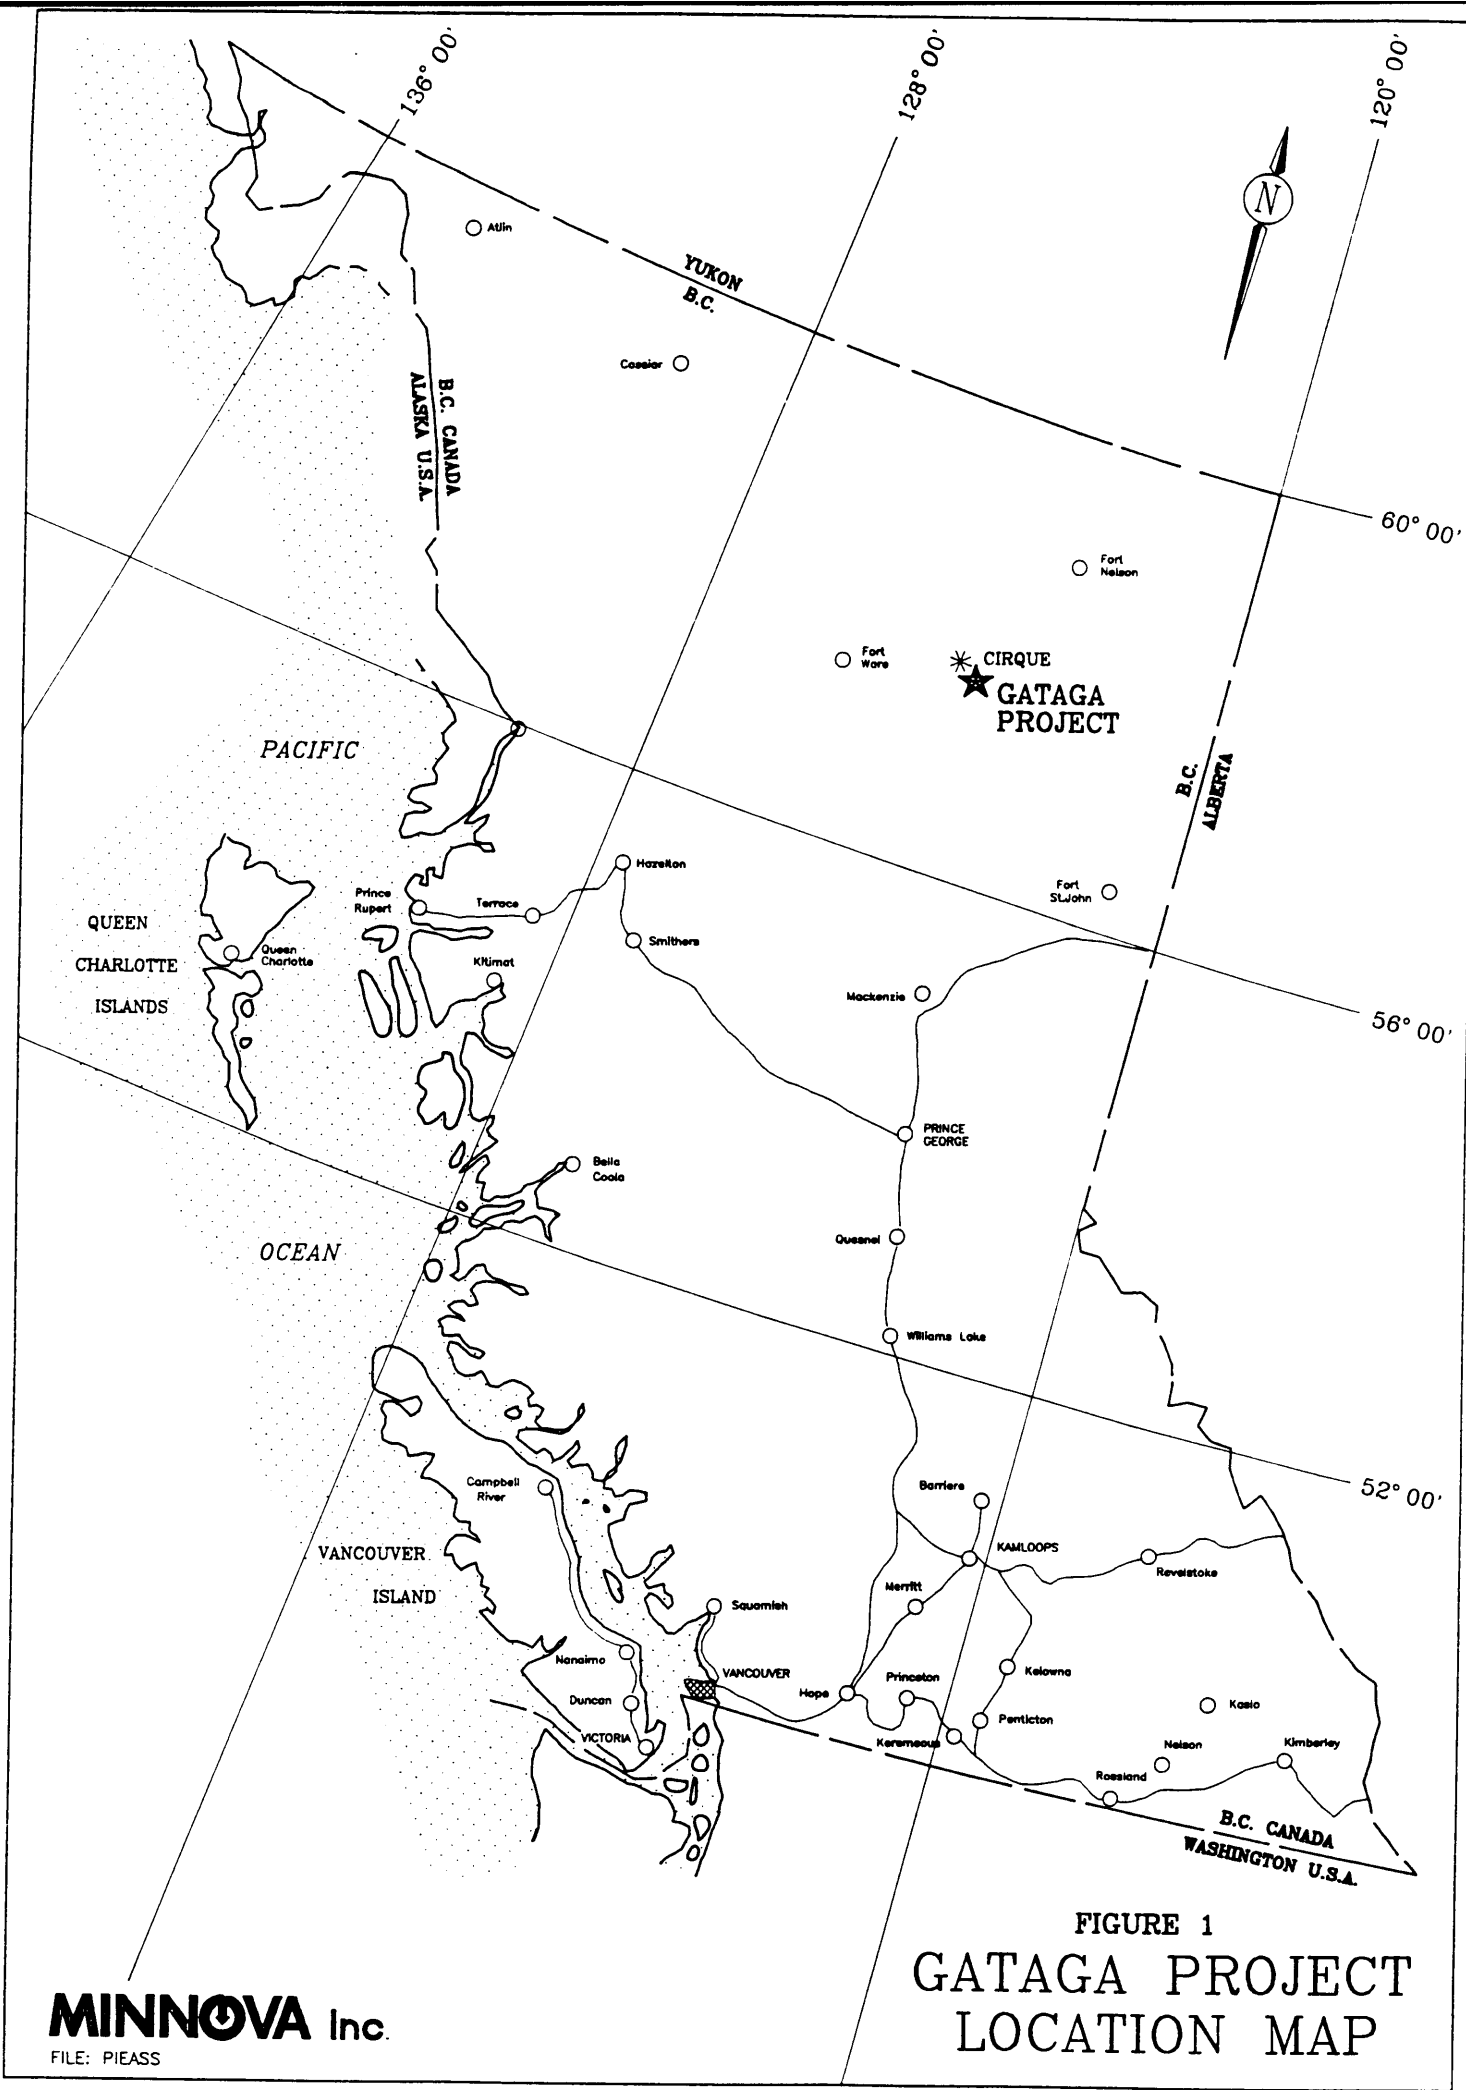 136° 00'
128° 00'
120° 00'
N
Atlin
YUKON
B.C.
Cassiar
B.C. CANADA
ALASKA U.S.A.
60° 00'
Fort
Nelson
Fort
Ware
CIRQUE
GATAGA
PROJECT
PACIFIC
B.C.
ALBERTA
Hazelton
Prince
Rupert
Terrace
Fort
St.John
QUEEN
CHARLOTTE
ISLANDS
Queen
Charlotte
Smithers
Kitimat
Mackenzie
56° 00'
PRINCE
GEORGE
Bella
Coola
Quesnel
OCEAN
Williams Lake
Campbell
River
Barriere
52° 00'
VANCOUVER
ISLAND
KAMLOOPS
Revelstoke
Merritt
Squamish
Nanaimo
VANCOUVER
Hope
Princeton
Kelowna
Duncan
Penticton
Kaslo
VICTORIA
Keremeous
Nelson
Kimberley
Rossland
B.C. CANADA
WASHINGTON U.S.A.
FIGURE 1
GATAGA PROJECT
LOCATION MAP
MINNOVA Inc.
FILE: PIEASS